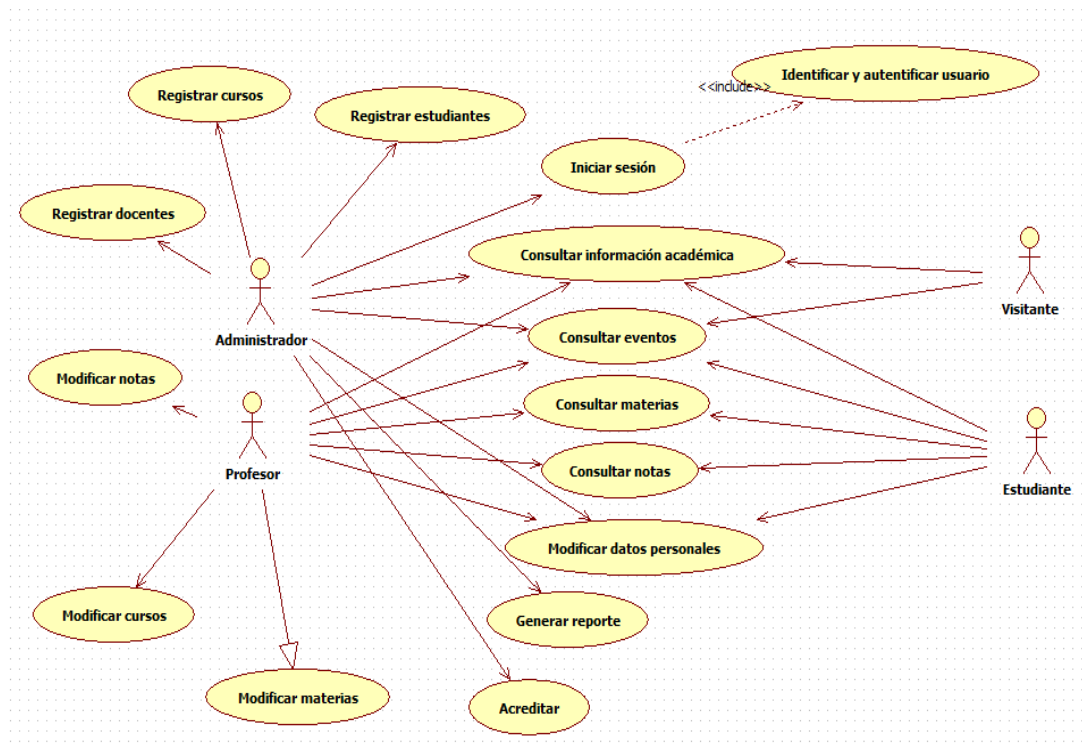 Identificar y autentificar usuario
<<include>>
Registrar cursos
Registrar estudiantes
Iniciar sesión
Registrar docentes
Consultar información académica
Visitante
Administrador
Consultar eventos
Modificar notas
Consultar materias
Profesor
Consultar notas
Estudiante
Modificar datos personales
Modificar cursos
Generar reporte
Modificar materias
Acreditar